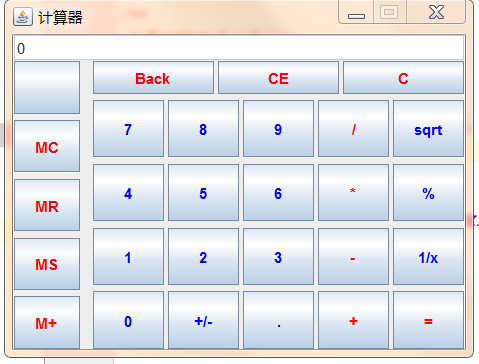 计算器
0
Back CE C
7 8 9 / sqrt
MC
4 5 6 * %
MR
1 2 3 - 1/x
MS
0 +/- . + =
M+